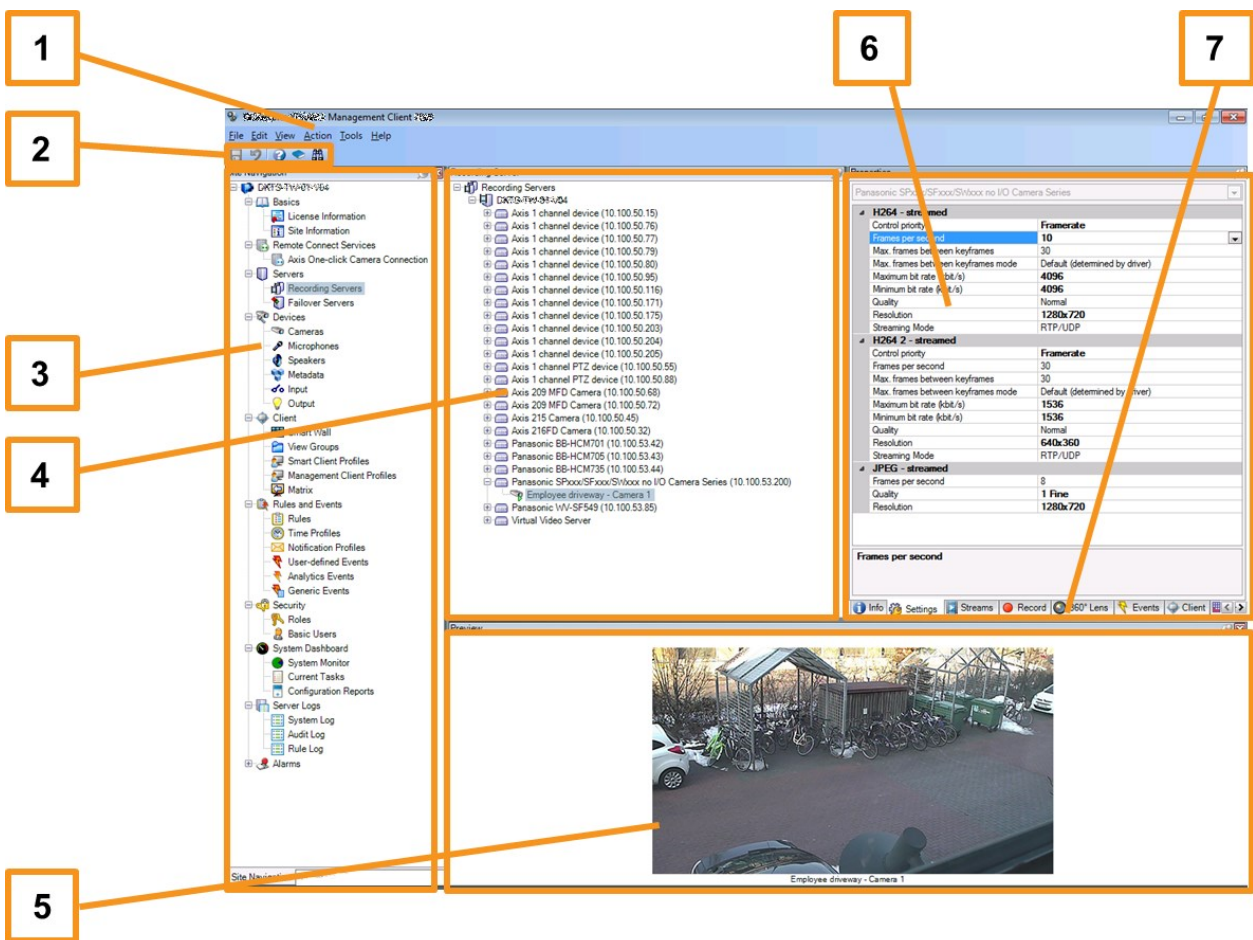 1
6
7
2
3
4
5
Management Client
File Edit View Action Tools Help
Recording Servers
Basics
License Information
Site Information
Remote Connect Services
Axis One-click Camera Connection
Servers
Recording Servers
Failover Servers
Devices
Cameras
Microphones
Speakers
Metadata
Input
Output
Client
Smart Wall
View Groups
Smart Client Profiles
Management Client Profiles
Matrix
Rules and Events
Rules
Time Profiles
Notification Profiles
User-defined Events
Analytics Events
Generic Events
Security
Roles
Basic Users
System Dashboard
System Monitor
Current Tasks
Configuration Reports
Server Logs
System Log
Audit Log
Rule Log
Alarms
Site Navigation
Axis 1 channel device (10.100.50.15)
Axis 1 channel device (10.100.50.76)
Axis 1 channel device (10.100.50.77)
Axis 1 channel device (10.100.50.79)
Axis 1 channel device (10.100.50.80)
Axis 1 channel device (10.100.50.95)
Axis 1 channel device (10.100.50.116)
Axis 1 channel device (10.100.50.171)
Axis 1 channel device (10.100.50.175)
Axis 1 channel device (10.100.50.203)
Axis 1 channel device (10.100.50.204)
Axis 1 channel device (10.100.50.205)
Axis 1 channel PTZ device (10.100.50.55)
Axis 1 channel PTZ device (10.100.50.88)
Axis 209 MFD Camera (10.100.50.68)
Axis 209 MFD Camera (10.100.50.72)
Axis 215 Camera (10.100.50.45)
Axis 216FD Camera (10.100.50.32)
Panasonic BB-HCM701 (10.100.53.42)
Panasonic BB-HCM705 (10.100.53.43)
Panasonic BB-HCM735 (10.100.53.44)
Panasonic SPxxx/SFxxx/SWxxx no I/O Camera Series (10.100.53.200)
Employee driveway - Camera 1
Panasonic WV-SF549 (10.100.53.85)
Virtual Video Server
Properties
Panasonic SPxxx/SFxxx/SWxxx no I/O Camera Series
H264 - streamed
Control priority Framerate
Frames per second 10
Max. frames between keyframes 30
Max. frames between keyframes mode Default (determined by driver)
Maximum bit rate (kbit/s) 4096
Minimum bit rate (kbit/s) 4096
Quality Normal
Resolution 1280x720
Streaming Mode RTP/UDP
H264 2 - streamed
Control priority Framerate
Frames per second 30
Max. frames between keyframes 30
Max. frames between keyframes mode Default (determined by driver)
Maximum bit rate (kbit/s) 1536
Minimum bit rate (kbit/s) 1536
Quality Normal
Resolution 640x360
Streaming Mode RTP/UDP
JPEG - streamed
Frames per second 8
Quality 1 Fine
Resolution 1280x720
Frames per second
Info Settings Streams Record 360° Lens Events Client
Preview
Employee driveway - Camera 1